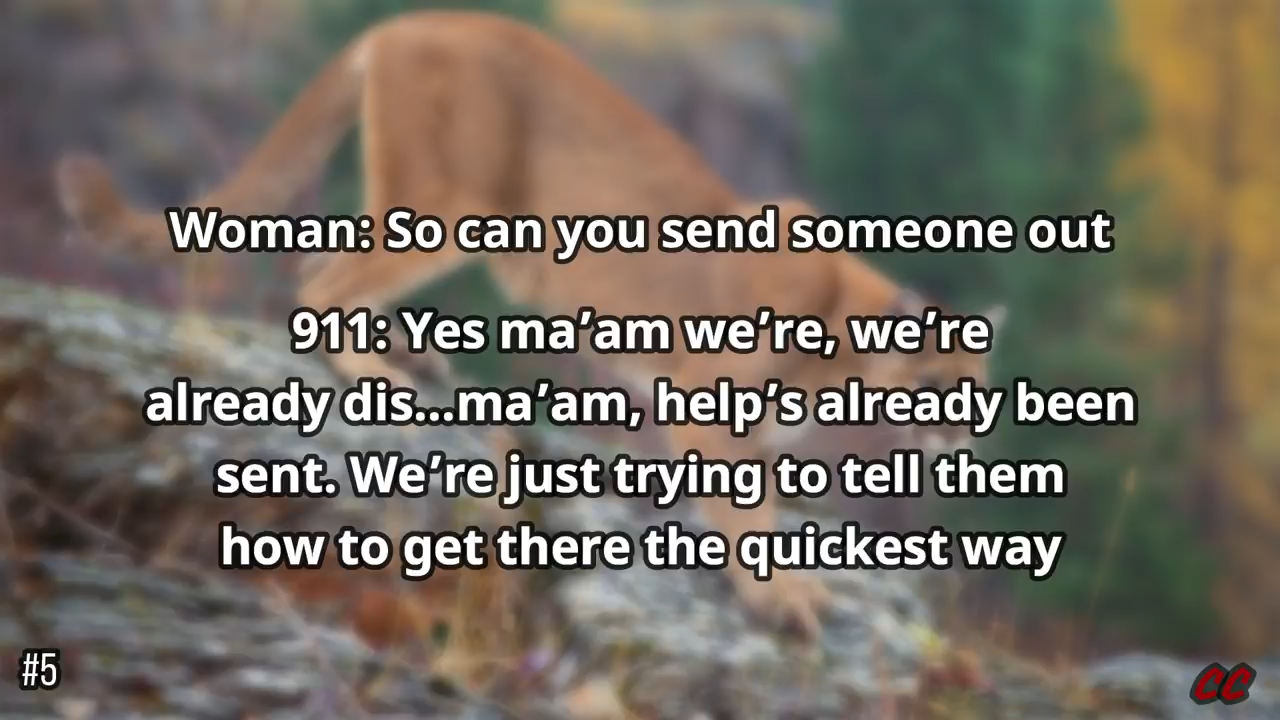 Woman: So can you send someone out
911: Yes ma’am we’re, we’re
already dis...ma’am, help’s already been
sent. We’re just trying to tell them
how to get there the quickest way
#5
CC